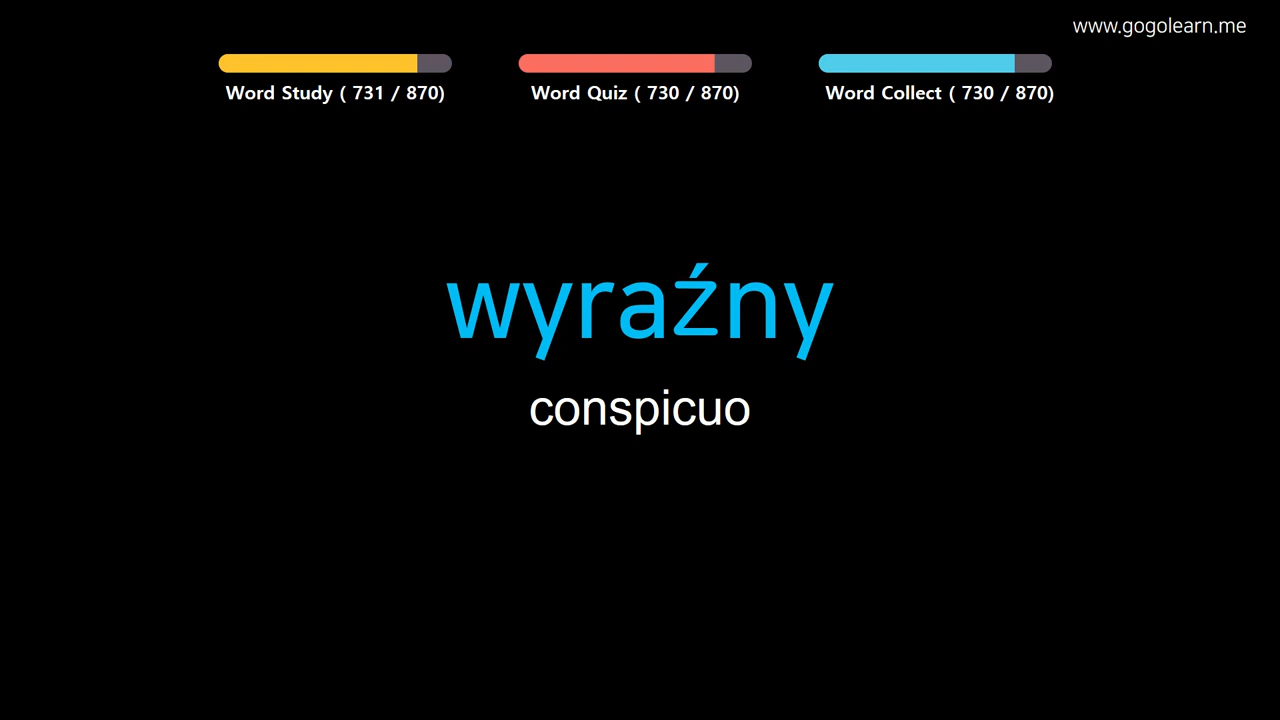 www.gogolearn.me
Word Study ( 731 / 870)
Word Quiz ( 730 / 870)
Word Collect ( 730 / 870)
wyraźny
conspicuo